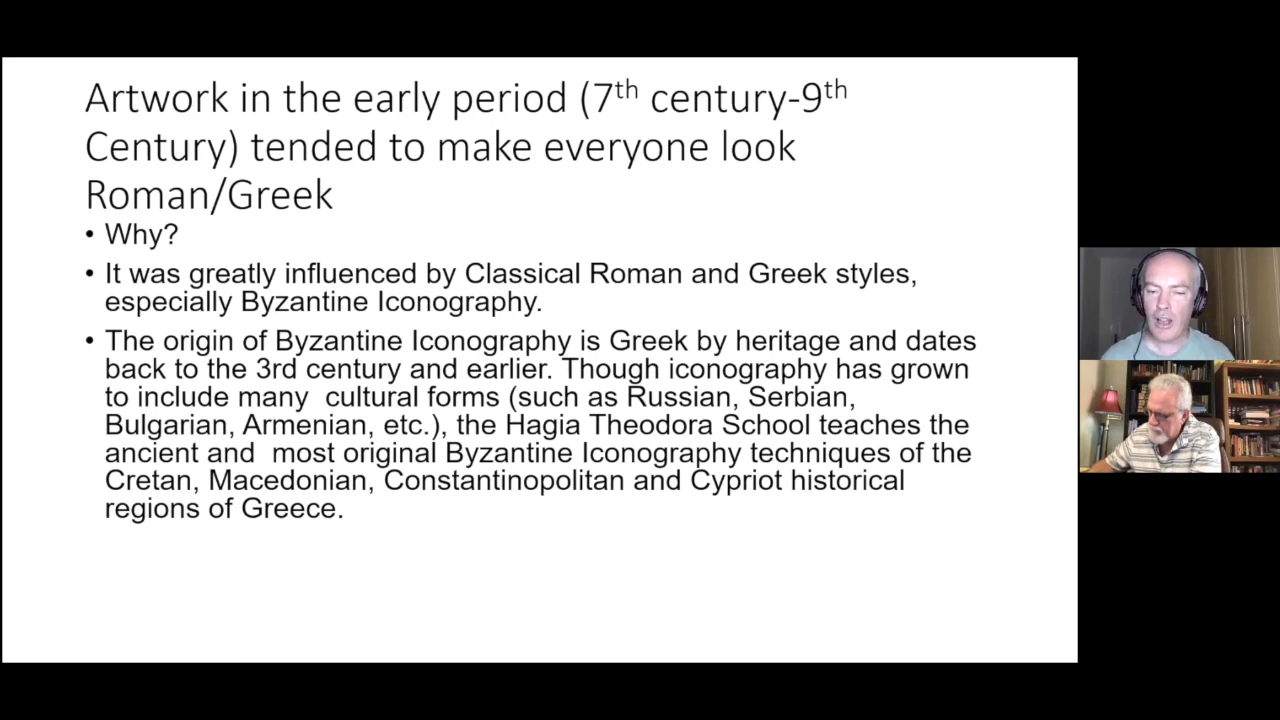 Artwork in the early period (7th century-9th
Century) tended to make everyone look
Roman/Greek
• Why?
• It was greatly influenced by Classical Roman and Greek styles,
especially Byzantine Iconography.
• The origin of Byzantine Iconography is Greek by heritage and dates
back to the 3rd century and earlier. Though iconography has grown
to include many  cultural forms (such as Russian, Serbian,
Bulgarian, Armenian, etc.), the Hagia Theodora School teaches the
ancient and  most original Byzantine Iconography techniques of the
Cretan, Macedonian, Constantinopolitan and Cypriot historical
regions of Greece.